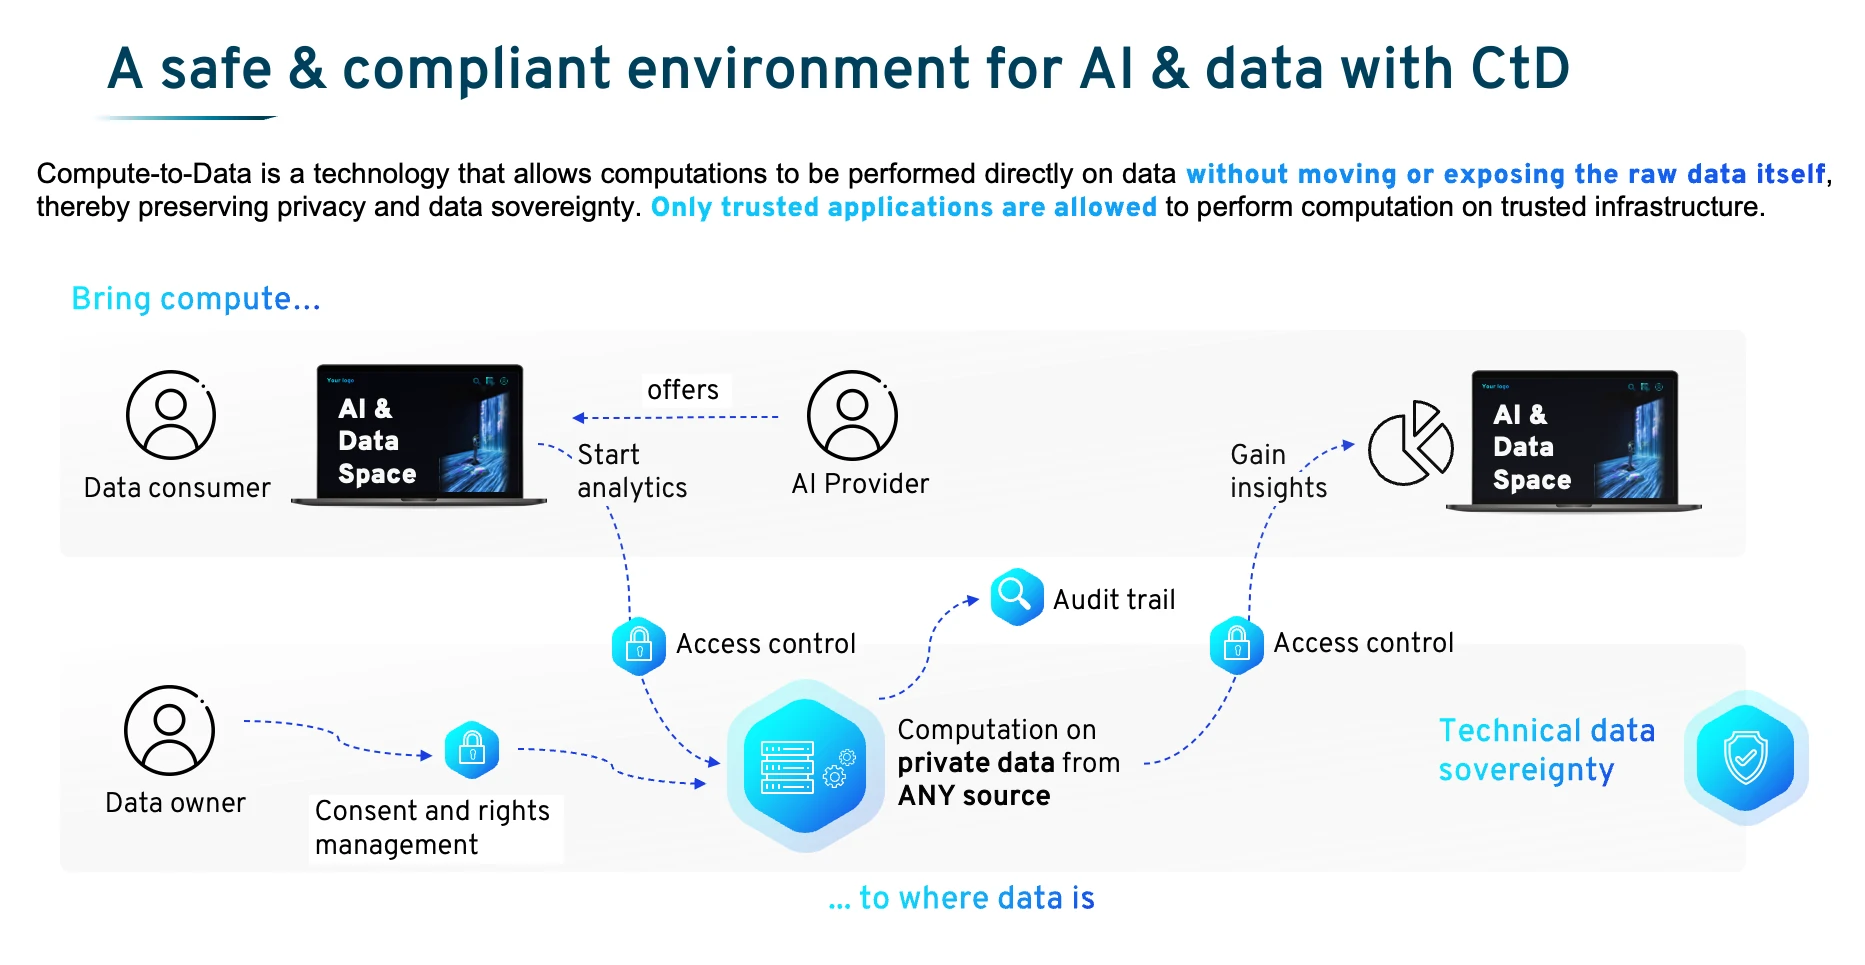 A safe & compliant environment for AI & data with CtD
Compute-to-Data is a technology that allows computations to be performed directly on data without moving or exposing the raw data itself,
thereby preserving privacy and data sovereignty. Only trusted applications are allowed to perform computation on trusted infrastructure.
Bring compute...
Your logo
AI &
Data
Space
Data consumer
offers
Start
analytics
AI Provider
Gain
insights
Your logo
AI &
Data
Space
Audit trail
Access control
Access control
Data owner
Consent and rights
management
Computation on
private data from
ANY source
Technical data
sovereignty
... to where data is